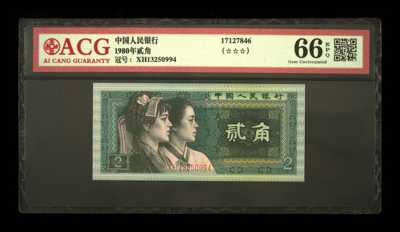 ACG
AI CANG GUARANTY
中国人民银行
1980年贰角
冠号: XH13250994
17127846
(☆☆☆)
66 EPQ
Gem Uncirculated
中国人民银行
贰角
2
2